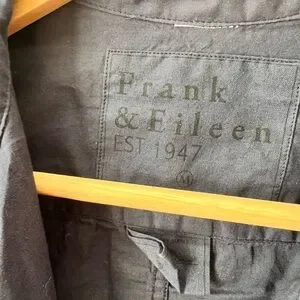 Frank
& Eileen
EST 1947
M